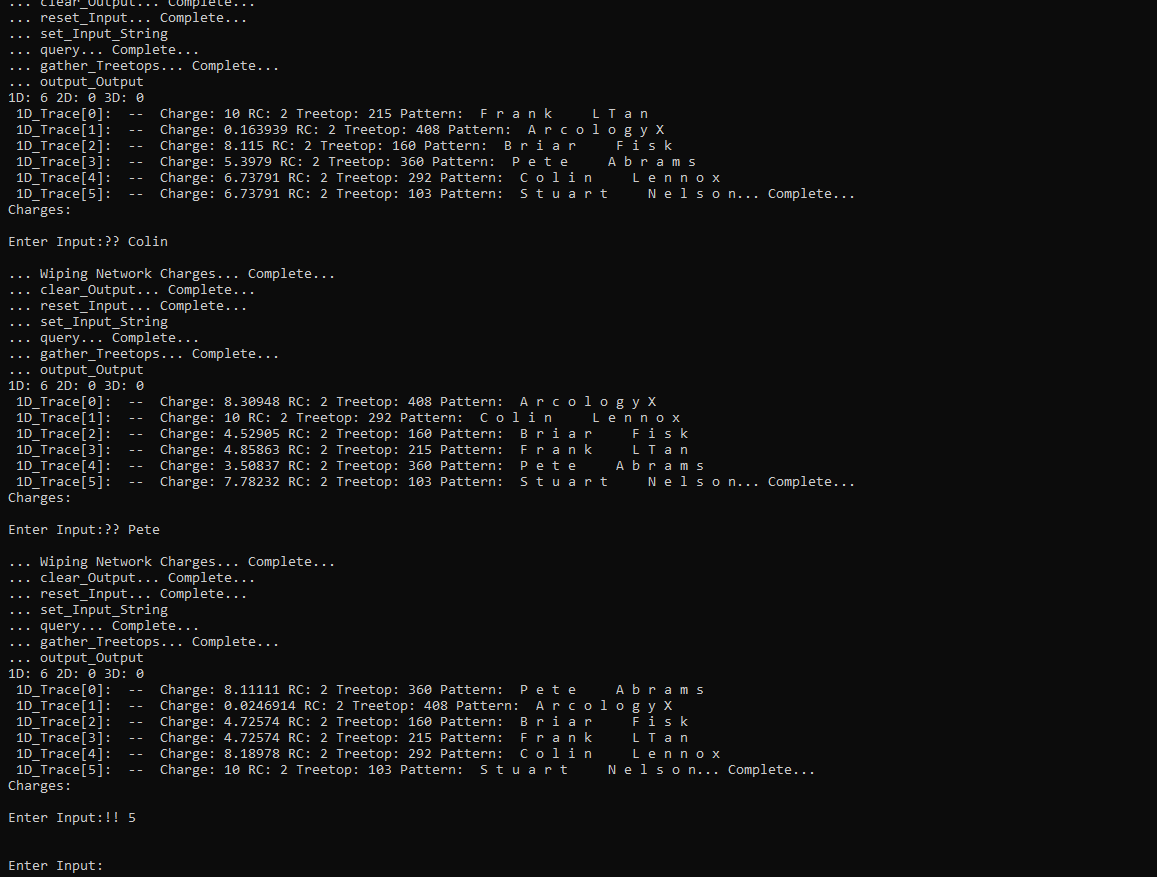 ... clear_Output... Complete...
... reset_Input... Complete...
... set_Input_String
... query... Complete...
... gather_Treetops... Complete...
... output_Output
1D: 6 2D: 0 3D: 0
 1D_Trace[0]:  --  Charge: 10 RC: 2 Treetop: 215 Pattern:  F r a n k     L T a n
 1D_Trace[1]:  --  Charge: 0.163939 RC: 2 Treetop: 408 Pattern:  A r c o l o g y X
 1D_Trace[2]:  --  Charge: 8.115 RC: 2 Treetop: 160 Pattern:  B r i a r     F i s k
 1D_Trace[3]:  --  Charge: 5.3979 RC: 2 Treetop: 360 Pattern:  P e t e     A b r a m s
 1D_Trace[4]:  --  Charge: 6.73791 RC: 2 Treetop: 292 Pattern:  C o l i n     L e n n o x
 1D_Trace[5]:  --  Charge: 6.73791 RC: 2 Treetop: 103 Pattern:  S t u a r t     N e l s o n... Complete...
Charges:
Enter Input:?? Colin
... Wiping Network Charges... Complete...
... clear_Output... Complete...
... reset_Input... Complete...
... set_Input_String
... query... Complete...
... gather_Treetops... Complete...
... output_Output
1D: 6 2D: 0 3D: 0
 1D_Trace[0]:  --  Charge: 8.30948 RC: 2 Treetop: 408 Pattern:  A r c o l o g y X
 1D_Trace[1]:  --  Charge: 10 RC: 2 Treetop: 292 Pattern:  C o l i n     L e n n o x
 1D_Trace[2]:  --  Charge: 4.52905 RC: 2 Treetop: 160 Pattern:  B r i a r     F i s k
 1D_Trace[3]:  --  Charge: 4.85863 RC: 2 Treetop: 215 Pattern:  F r a n k     L T a n
 1D_Trace[4]:  --  Charge: 3.50837 RC: 2 Treetop: 360 Pattern:  P e t e     A b r a m s
 1D_Trace[5]:  --  Charge: 7.78232 RC: 2 Treetop: 103 Pattern:  S t u a r t     N e l s o n... Complete...
Charges:
Enter Input:?? Pete
... Wiping Network Charges... Complete...
... clear_Output... Complete...
... reset_Input... Complete...
... set_Input_String
... query... Complete...
... gather_Treetops... Complete...
... output_Output
1D: 6 2D: 0 3D: 0
 1D_Trace[0]:  --  Charge: 8.11111 RC: 2 Treetop: 360 Pattern:  P e t e     A b r a m s
 1D_Trace[1]:  --  Charge: 0.0246914 RC: 2 Treetop: 408 Pattern:  A r c o l o g y X
 1D_Trace[2]:  --  Charge: 4.72574 RC: 2 Treetop: 160 Pattern:  B r i a r     F i s k
 1D_Trace[3]:  --  Charge: 4.72574 RC: 2 Treetop: 215 Pattern:  F r a n k     L T a n
 1D_Trace[4]:  --  Charge: 8.18978 RC: 2 Treetop: 292 Pattern:  C o l i n     L e n n o x
 1D_Trace[5]:  --  Charge: 10 RC: 2 Treetop: 103 Pattern:  S t u a r t     N e l s o n... Complete...
Charges:
Enter Input:!! 5
Enter Input: